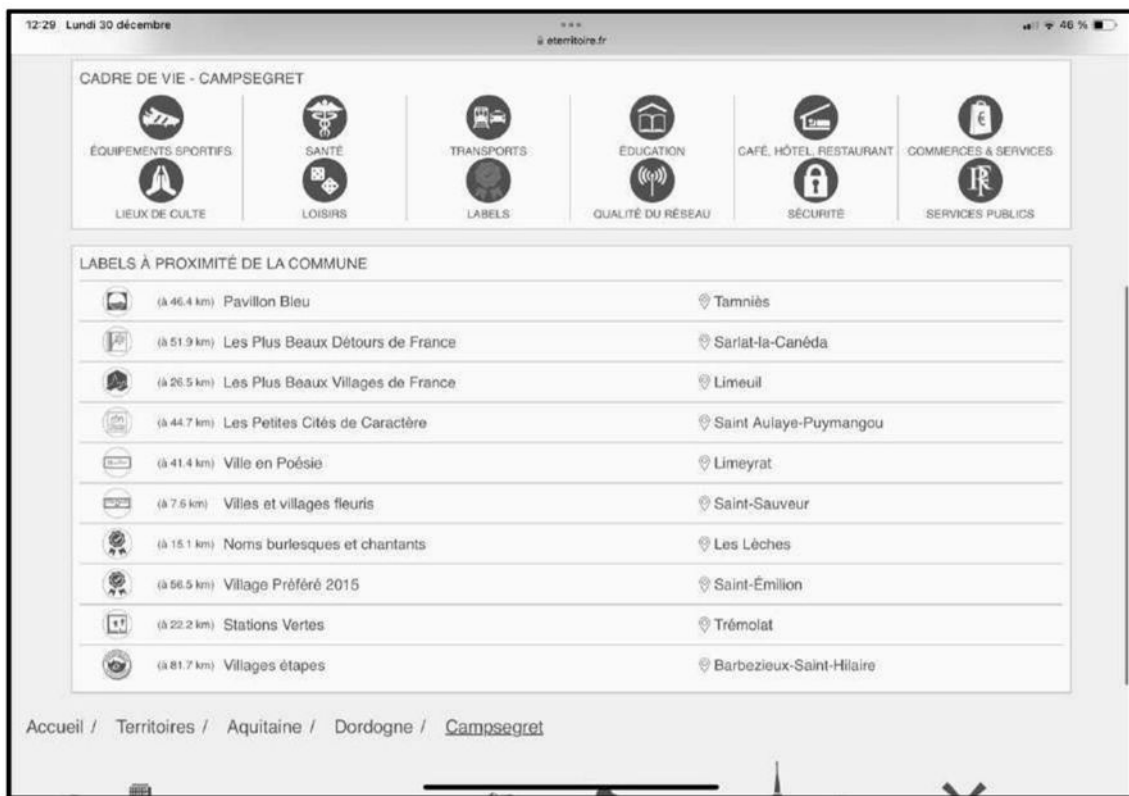 12:29 Lundi 30 décembre
eterritoire.fr
46 %
CADRE DE VIE - CAMPSEGRET
ÉQUIPEMENTS SPORTIFS SANTÉ TRANSPORTS ÉDUCATION CAFÉ, HÔTEL, RESTAURANT COMMERCES & SERVICES
LIEUX DE CULTE LOISIRS LABELS QUALITÉ DU RÉSEAU SÉCURITÉ SERVICES PUBLICS
LABELS À PROXIMITÉ DE LA COMMUNE
(à 46.4 km) Pavillon Bleu Tamniès
(à 51.9 km) Les Plus Beaux Détours de France Sarlat-la-Canéda
(à 26.5 km) Les Plus Beaux Villages de France Limeuil
(à 44.7 km) Les Petites Cités de Caractère Saint Aulaye-Puymangou
(à 41.4 km) Ville en Poésie Limeyrat
(à 7.6 km) Villes et villages fleuris Saint-Sauveur
(à 15.1 km) Noms burlesques et chantants Les Lèches
(à 56.5 km) Village Préféré 2015 Saint-Émilion
(à 22.2 km) Stations Vertes Trémolat
(à 81.7 km) Villages étapes Barbezieux-Saint-Hilaire
Accueil / Territoires / Aquitaine / Dordogne / Campsegret